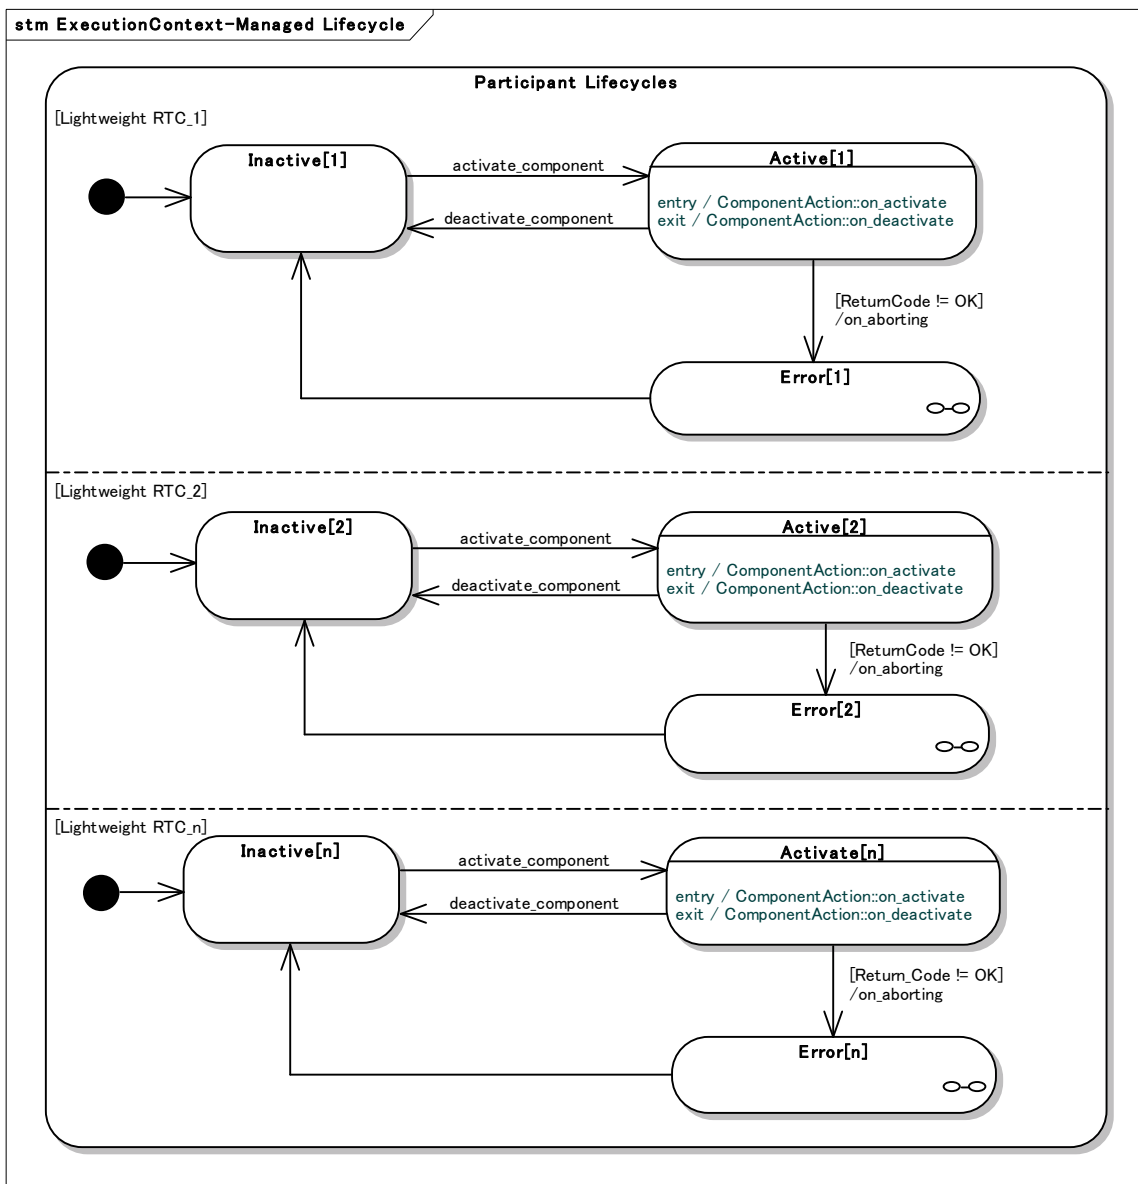 stm ExecutionContext-Managed Lifecycle
Participant Lifecycles
[Lightweight RTC_1]
Inactive[1]
activate_component
deactivate_component
Active[1]
entry / ComponentAction::on_activate
exit / ComponentAction::on_deactivate
[ReturnCode != OK]
/on_aborting
Error[1]
[Lightweight RTC_2]
Inactive[2]
activate_component
deactivate_component
Active[2]
entry / ComponentAction::on_activate
exit / ComponentAction::on_deactivate
[ReturnCode != OK]
/on_aborting
Error[2]
[Lightweight RTC_n]
Inactive[n]
activate_component
deactivate_component
Activate[n]
entry / ComponentAction::on_activate
exit / ComponentAction::on_deactivate
[Return_Code != OK]
/on_aborting
Error[n]